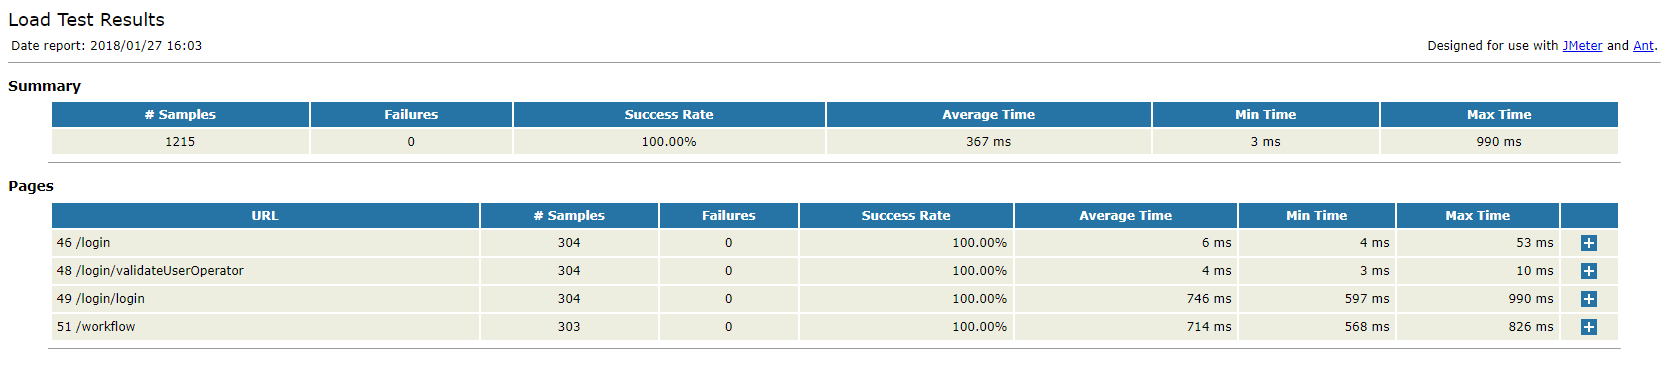 Load Test Results
Date report: 2018/01/27 16:03 Designed for use with JMeter and Ant.
Summary
# Samples Failures Success Rate Average Time Min Time Max Time
1215 0 100.00% 367 ms 3 ms 990 ms
Pages
URL # Samples Failures Success Rate Average Time Min Time Max Time
46 /login 304 0 100.00% 6 ms 4 ms 53 ms
48 /login/validateUserOperator 304 0 100.00% 4 ms 3 ms 10 ms
49 /login/login 304 0 100.00% 746 ms 597 ms 990 ms
51 /workflow 303 0 100.00% 714 ms 568 ms 826 ms